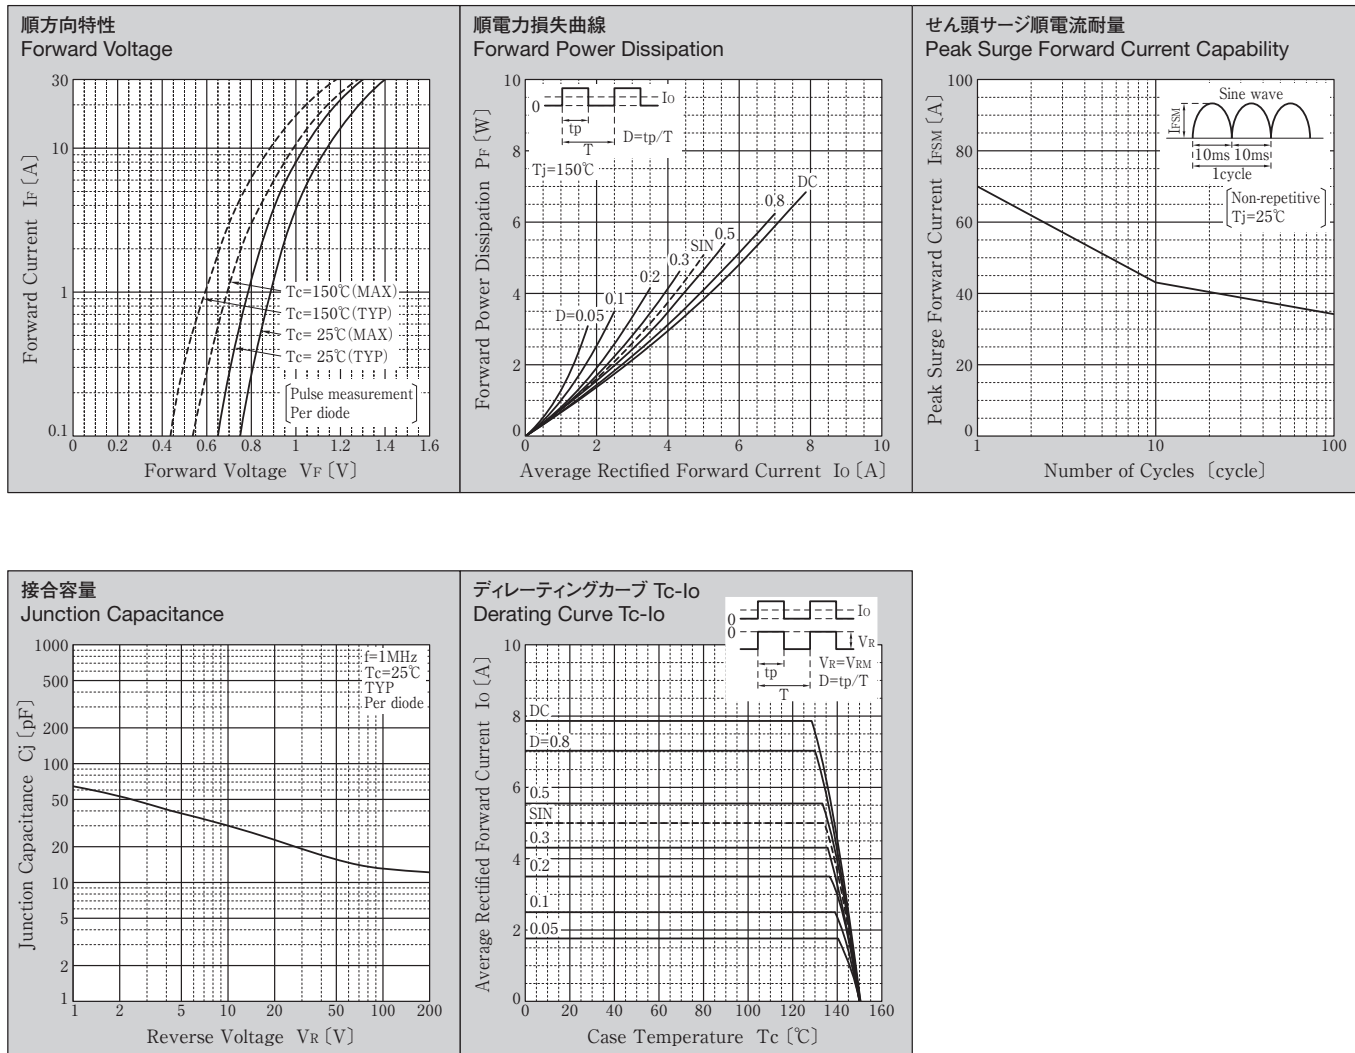 順方向特性
Forward Voltage
Forward Current IF〔A〕
30
10
1
0.1
0 0.2 0.4 0.6 0.8 1 1.2 1.4 1.6
Forward Voltage VF〔V〕
Tc=150℃(MAX)
Tc=150℃(TYP)
Tc= 25℃(MAX)
Tc= 25℃(TYP)
Pulse measurement
Per diode
順電力損失曲線
Forward Power Dissipation
Forward Power Dissipation PF〔W〕
10
8
6
4
2
0
0 2 4 6 8 10
Average Rectified Forward Current Io〔A〕
0
Io
tp
T
D=tp/T
Tj=150℃
DC
0.8
0.5
SIN
0.3
0.2
0.1
D=0.05
せん頭サージ順電流耐量
Peak Surge Forward Current Capability
Peak Surge Forward Current IFSM〔A〕
100
80
60
40
20
0
1 10 100
Number of Cycles〔cycle〕
Sine wave
IFSM
10ms 10ms
1cycle
Non-repetitive
Tj=25℃
接合容量
Junction Capacitance
Junction Capacitance Cj〔pF〕
1000
500
200
100
50
20
10
5
2
1
1 2 5 10 20 50 100 200
Reverse Voltage VR〔V〕
f=1MHz
Tc=25℃
TYP
Per diode
ディレーティングカーブ Tc-Io
Derating Curve Tc-Io
Average Rectified Forward Current Io〔A〕
10
8
6
4
2
0
0 20 40 60 80 100 120 140 160
Case Temperature Tc〔℃〕
0
Io
0
VR
tp
T
VR=VRM
D=tp/T
DC
D=0.8
0.5
SIN
0.3
0.2
0.1
0.05